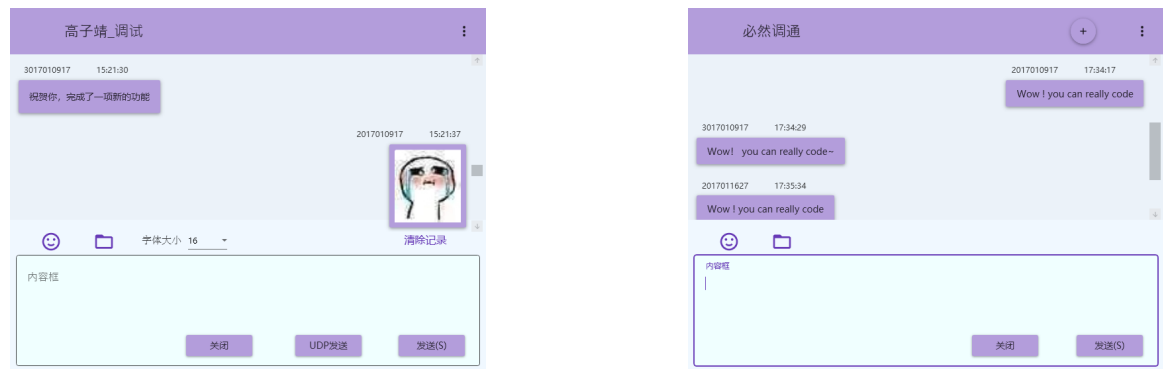 高子靖_调试
3017010917 15:21:30
祝贺你，完成了一项新的功能
2017010917 15:21:37
字体大小 16
清除记录
内容框
关闭
UDP发送
发送(S)
必然调通
+
2017010917 17:34:17
Wow ! you can really code
3017010917 17:34:29
Wow! you can really code~
2017011627 17:35:34
Wow ! you can really code
内容框
关闭
发送(S)